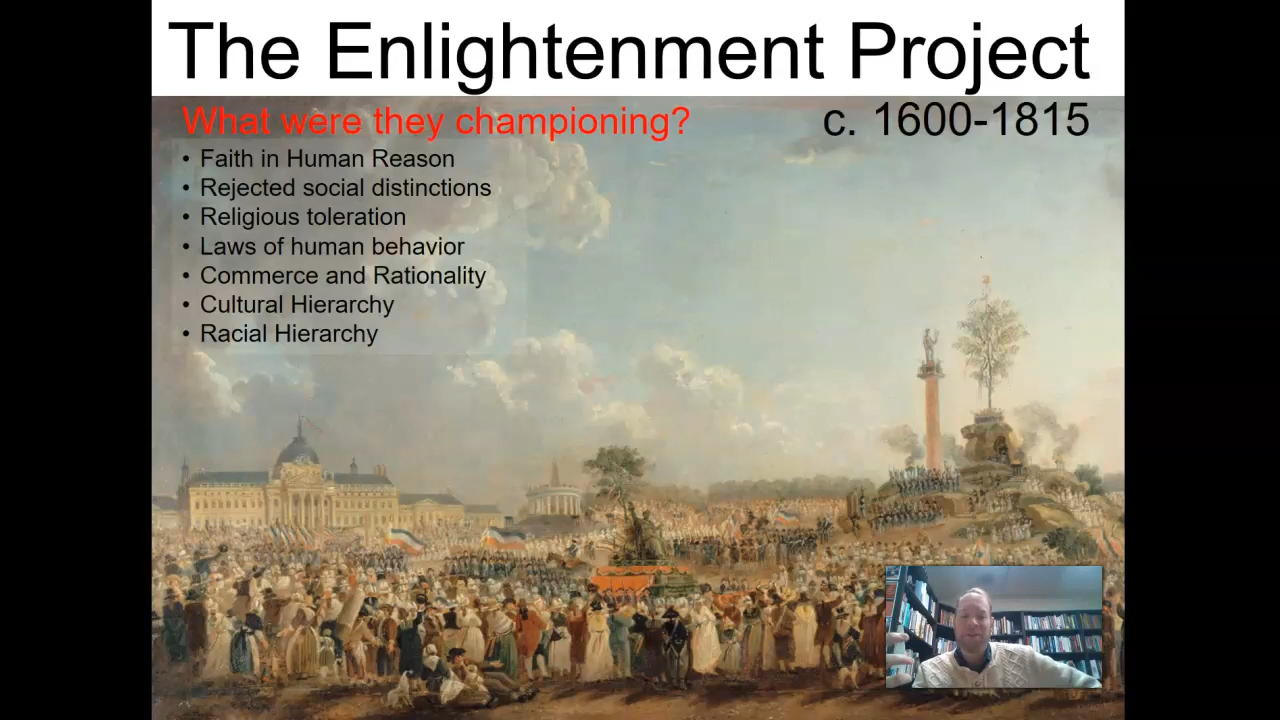 The Enlightenment Project
What were they championing?
c. 1600-1815
• Faith in Human Reason
• Rejected social distinctions
• Religious toleration
• Laws of human behavior
• Commerce and Rationality
• Cultural Hierarchy
• Racial Hierarchy